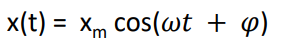 x(t) = xₘ cos(ωt + φ)